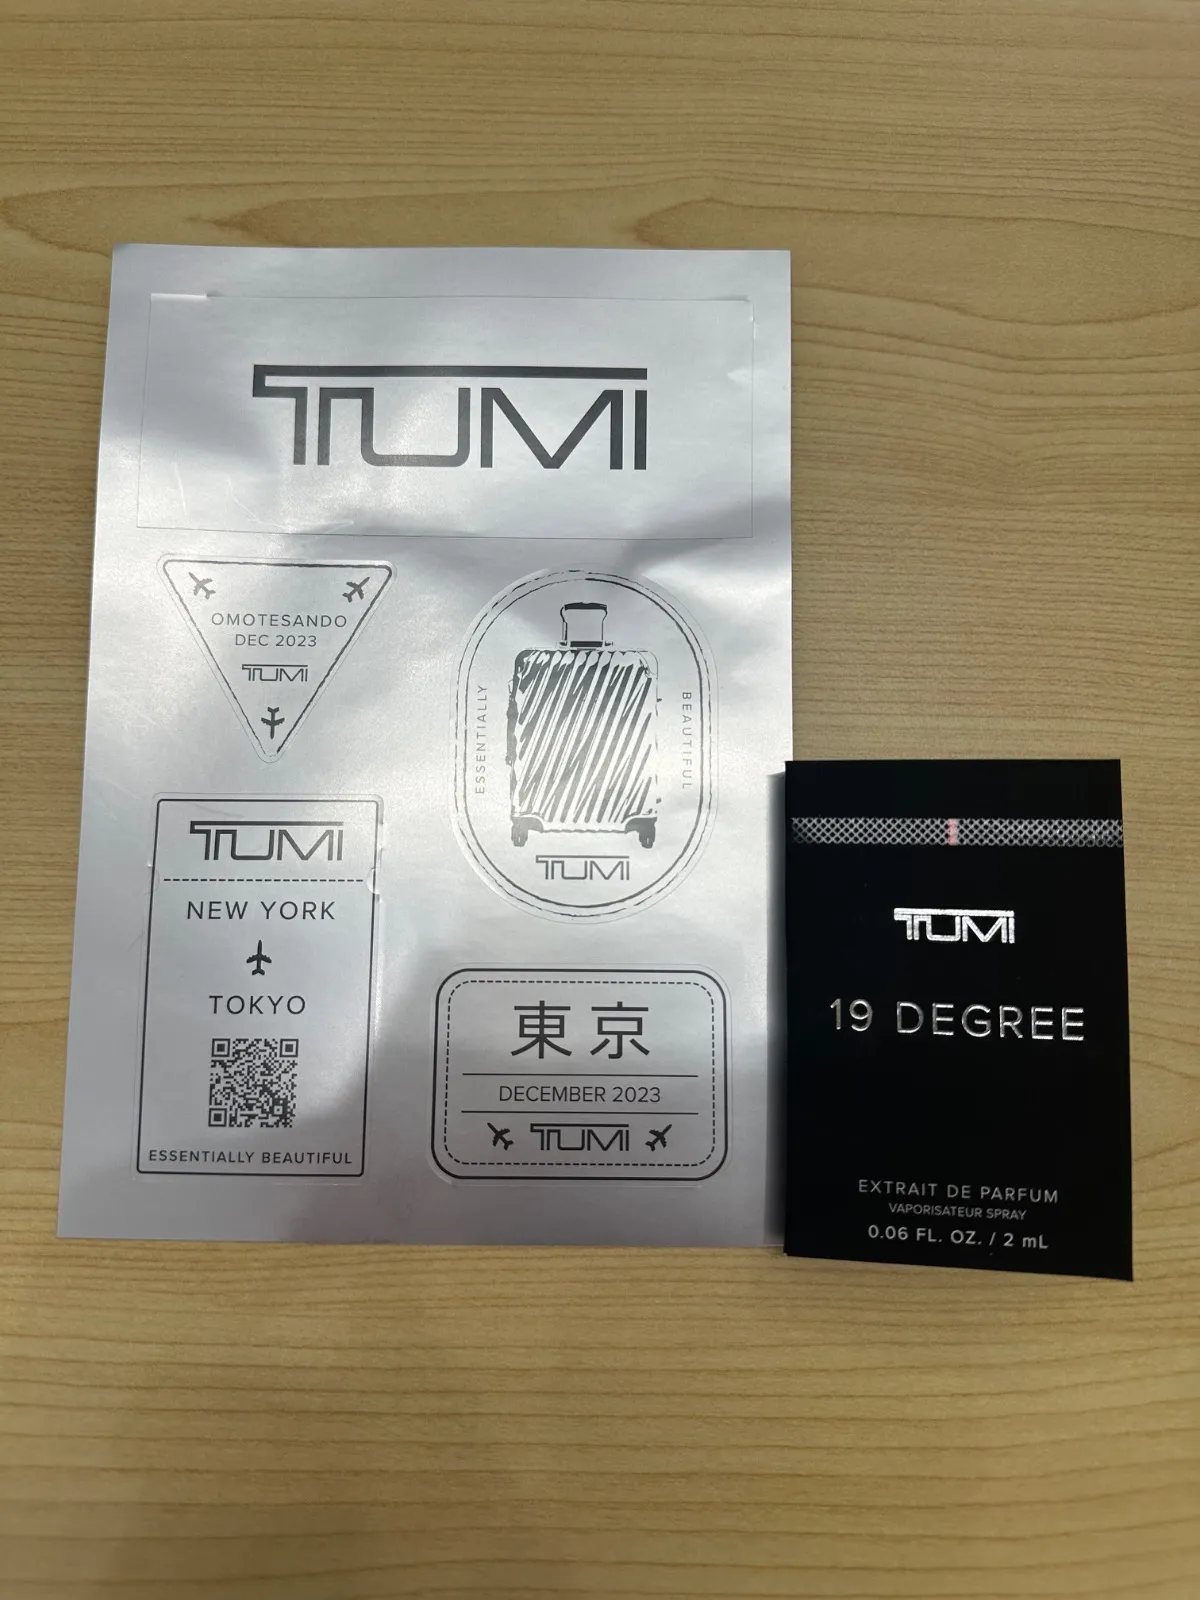 TUMI
OMOTESANDO
DEC 2023
TUMI
ESSENTIALLY
BEAUTIFUL
TUMI
TUMI
NEW YORK
TOKYO
ESSENTIALLY BEAUTIFUL
東京
DECEMBER 2023
TUMI
TUMI
19 DEGREE
EXTRAIT DE PARFUM
VAPORISATEUR SPRAY
0.06 FL. OZ. / 2 mL